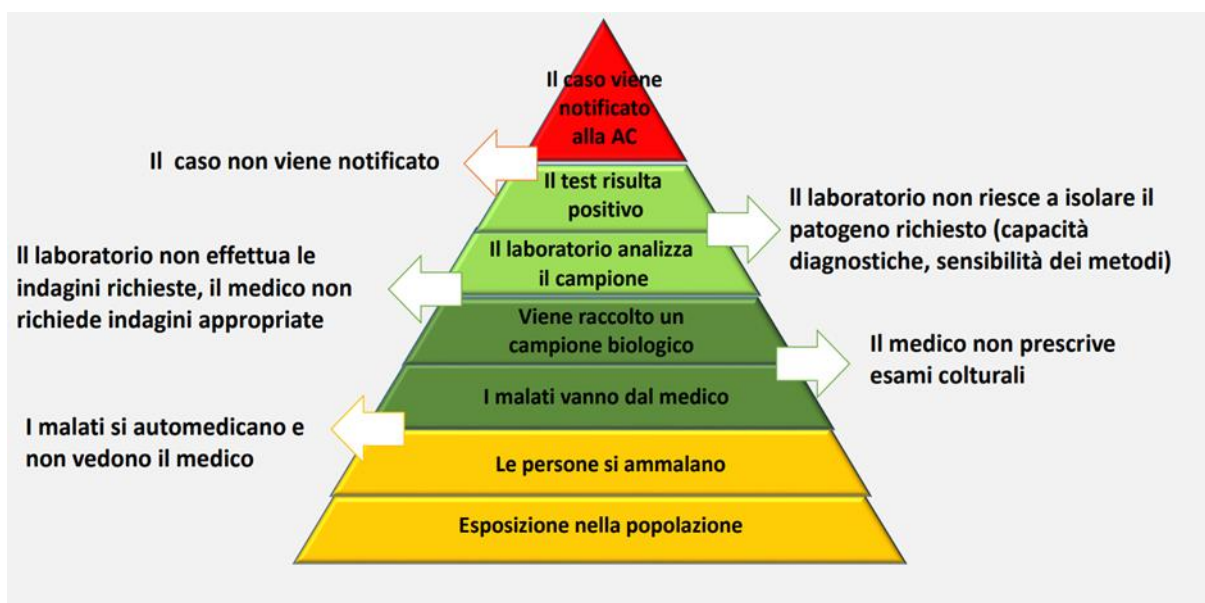 Il caso viene
notificato
alla AC
Il caso non viene notificato
Il test risulta
positivo
Il laboratorio non riesce a isolare il
patogeno richiesto (capacità
diagnostiche, sensibilità dei metodi)
Il laboratorio analizza
il campione
Il laboratorio non effettua le
indagini richieste, il medico non
richiede indagini appropriate
Viene raccolto un
campione biologico
Il medico non prescrive
esami colturali
I malati vanno dal medico
I malati si automedicano e
non vedono il medico
Le persone si ammalano
Esposizione nella popolazione